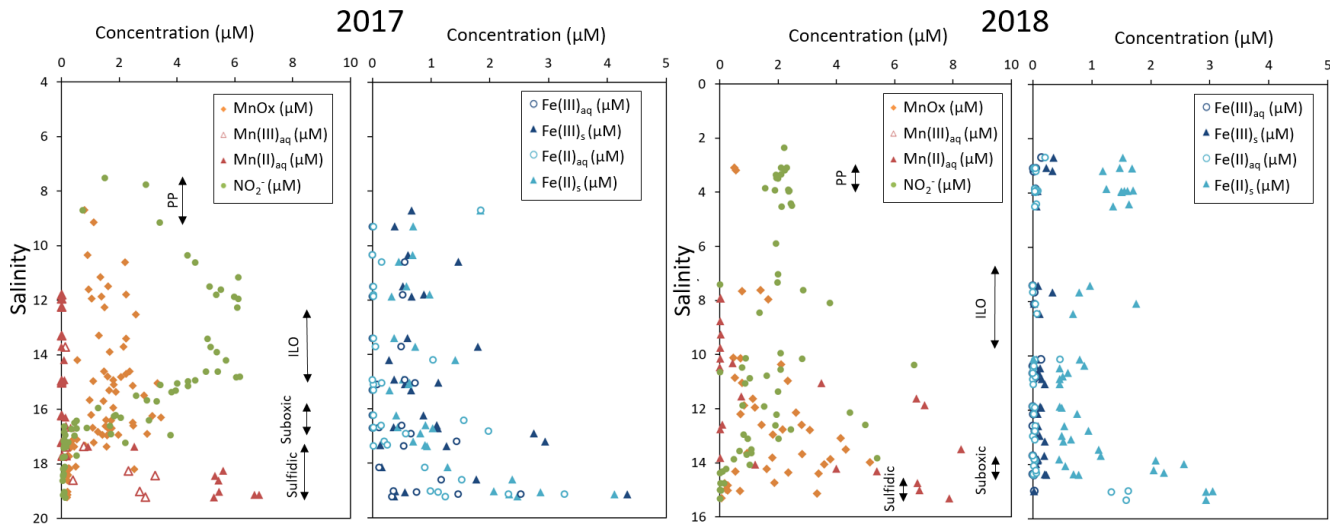 2017
2018
Concentration (µM)
0 2 4 6 8 10
Salinity
4
6
8
10
12
14
16
18
20
MnOx (µM)
Mn(III)aq (µM)
Mn(II)aq (µM)
NO2- (µM)
PP
ILO
Suboxic
Sulfidic
Concentration (µM)
0 1 2 3 4 5
Fe(III)aq (µM)
Fe(III)s (µM)
Fe(II)aq (µM)
Fe(II)s (µM)
Concentration (µM)
0 2 4 6 8 10
Salinity
0
2
4
6
8
10
12
14
16
MnOx (µM)
Mn(III)aq (µM)
Mn(II)aq (µM)
NO2- (µM)
PP
ILO
Suboxic
Sulfidic
Concentration (µM)
0 1 2 3 4 5
Fe(III)aq (µM)
Fe(III)s (µM)
Fe(II)aq (µM)
Fe(II)s (µM)